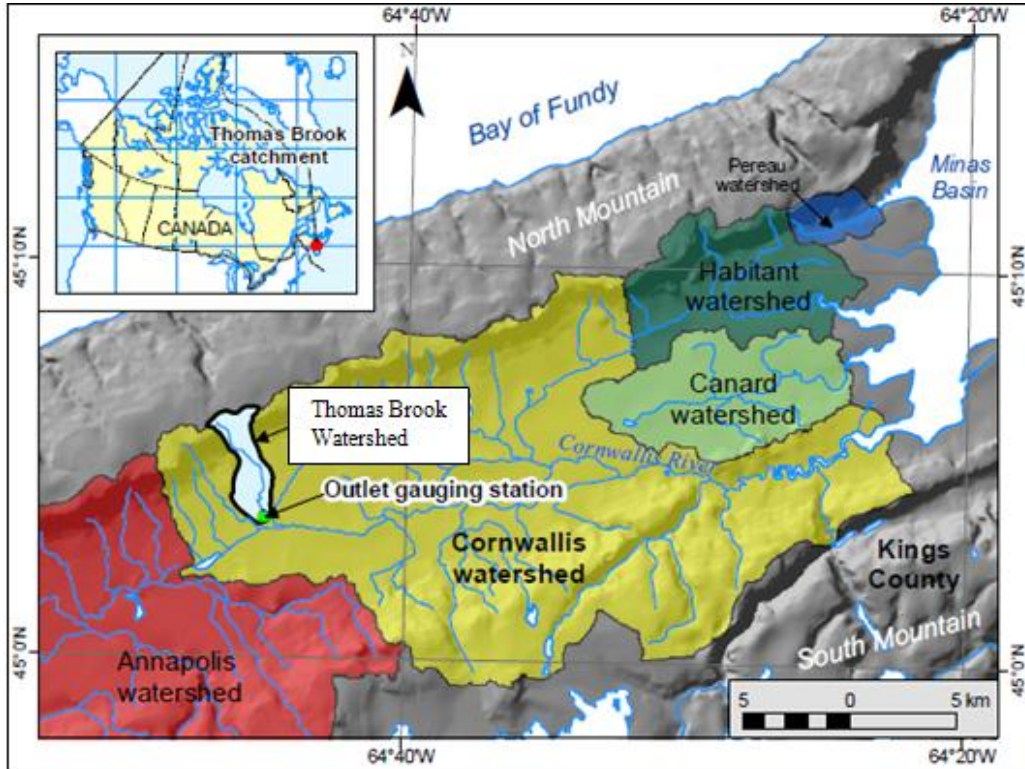 64°40'W
64°20'W
N
Bay of Fundy
Thomas Brook
catchment
CANADA
Minas
Basin
Pereau
watershed
North Mountain
45°10'N
45°10'N
Habitant
watershed
Canard
watershed
Thomas Brook
Watershed
Cornwallis River
Outlet gauging station
Cornwallis
watershed
Kings
County
South Mountain
45°0'N
45°0'N
Annapolis
watershed
5 0 5 km
64°40'W
64°20'W